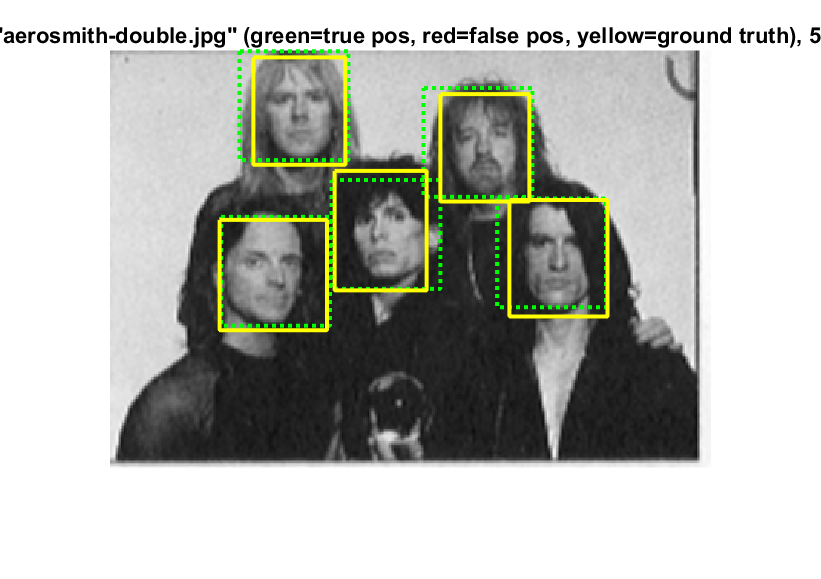 "aerosmith-double.jpg" (green=true pos, red=false pos, yellow=ground truth), 5